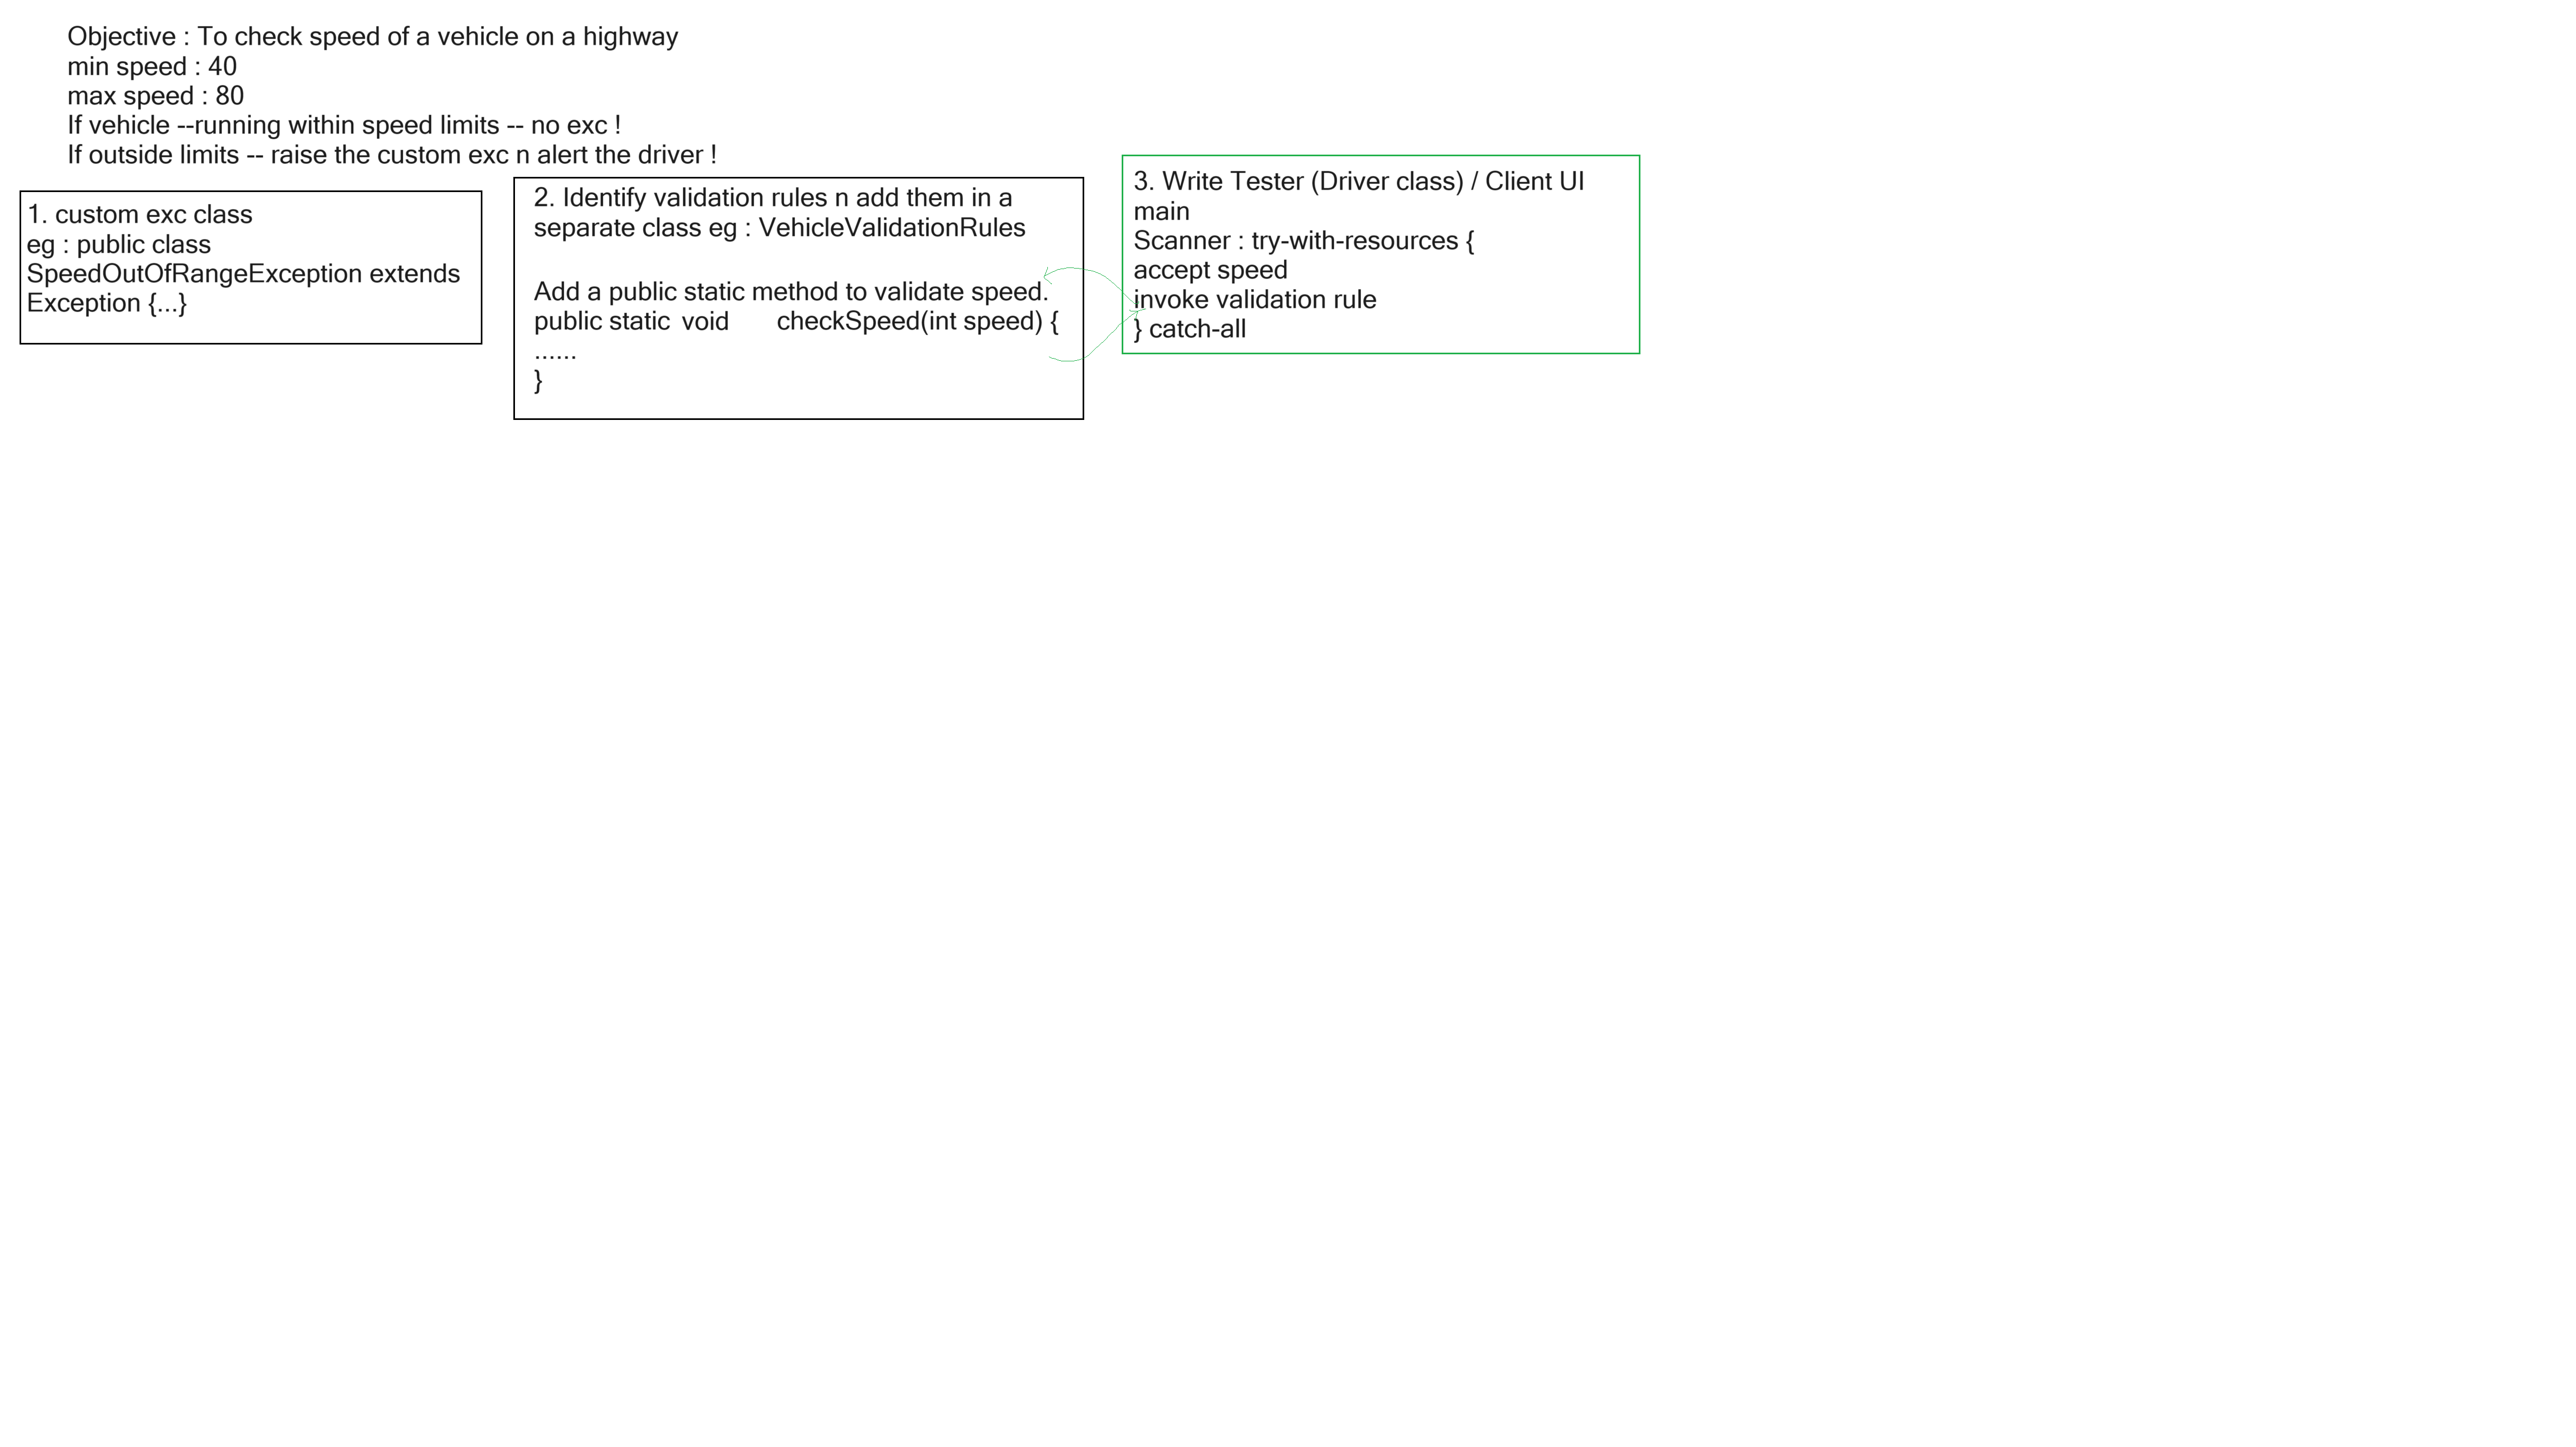 Objective : To check speed of a vehicle on a highway
min speed : 40
max speed : 80
If vehicle --running within speed limits -- no exc !
If outside limits -- raise the custom exc n alert the driver !
1. custom exc class
eg : public class
SpeedOutOfRangeException extends
Exception {...}
2. Identify validation rules n add them in a
separate class eg : VehicleValidationRules
Add a public static method to validate speed.
public static void checkSpeed(int speed) {
......
}
3. Write Tester (Driver class) / Client UI
main
Scanner : try-with-resources {
accept speed
invoke validation rule
} catch-all